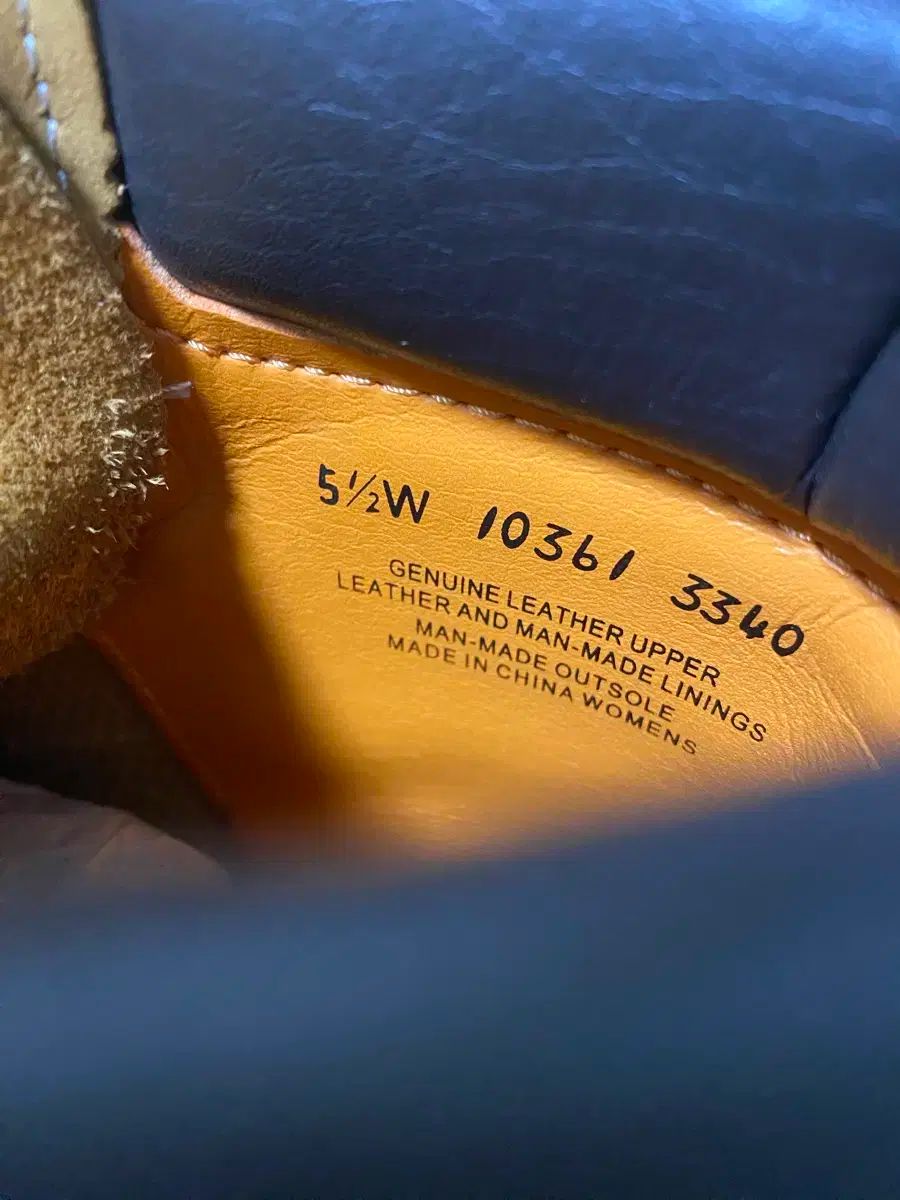 5½W 10361 3340
GENUINE LEATHER UPPER
LEATHER AND MAN-MADE LININGS
MAN-MADE OUTSOLE
MADE IN CHINA WOMENS